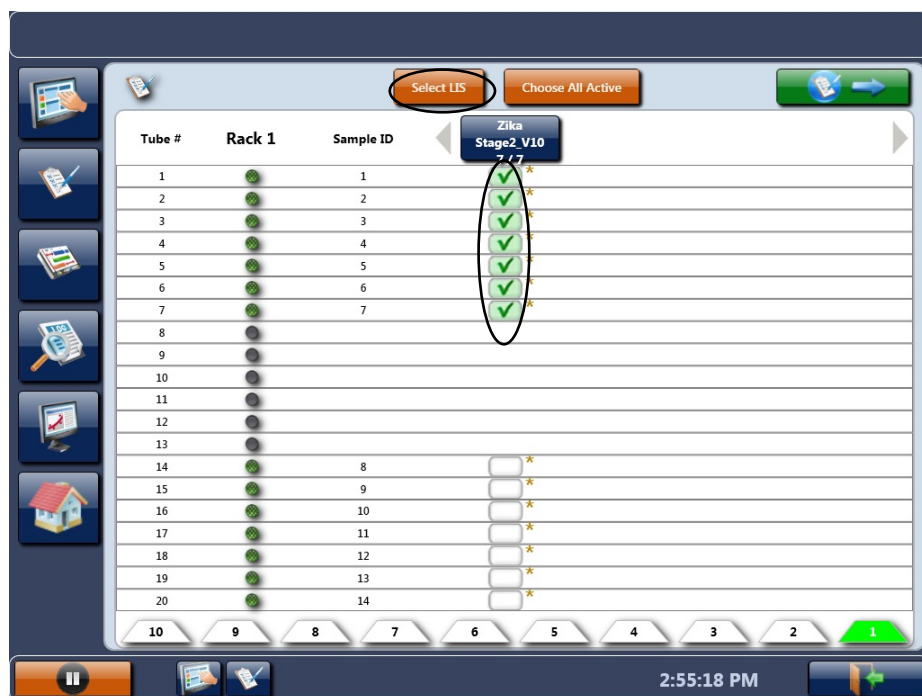 Select LIS Choose All Active
Tube # Rack 1 Sample ID Zika
Stage2_V10
7 / 7
1 1 *
2 2 *
3 3 *
4 4 *
5 5 *
6 6 *
7 7 *
8
9
10
11
12
13
14 8 *
15 9 *
16 10 *
17 11 *
18 12 *
19 13 *
20 14 *
10 9 8 7 6 5 4 3 2 1
2:55:18 PM
LOG